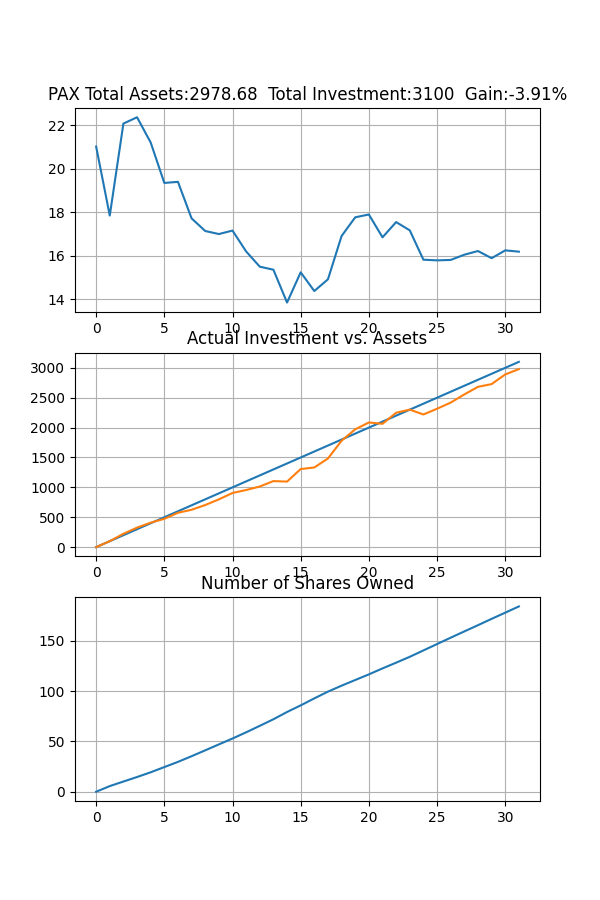 PAX Total Assets:2978.68  Total Investment:3100  Gain:-3.91%
22
20
18
16
14
0 5 10 15 20 25 30
Actual Investment vs. Assets
3000
2500
2000
1500
1000
500
0
0 5 10 15 20 25 30
Number of Shares Owned
150
100
50
0
0 5 10 15 20 25 30